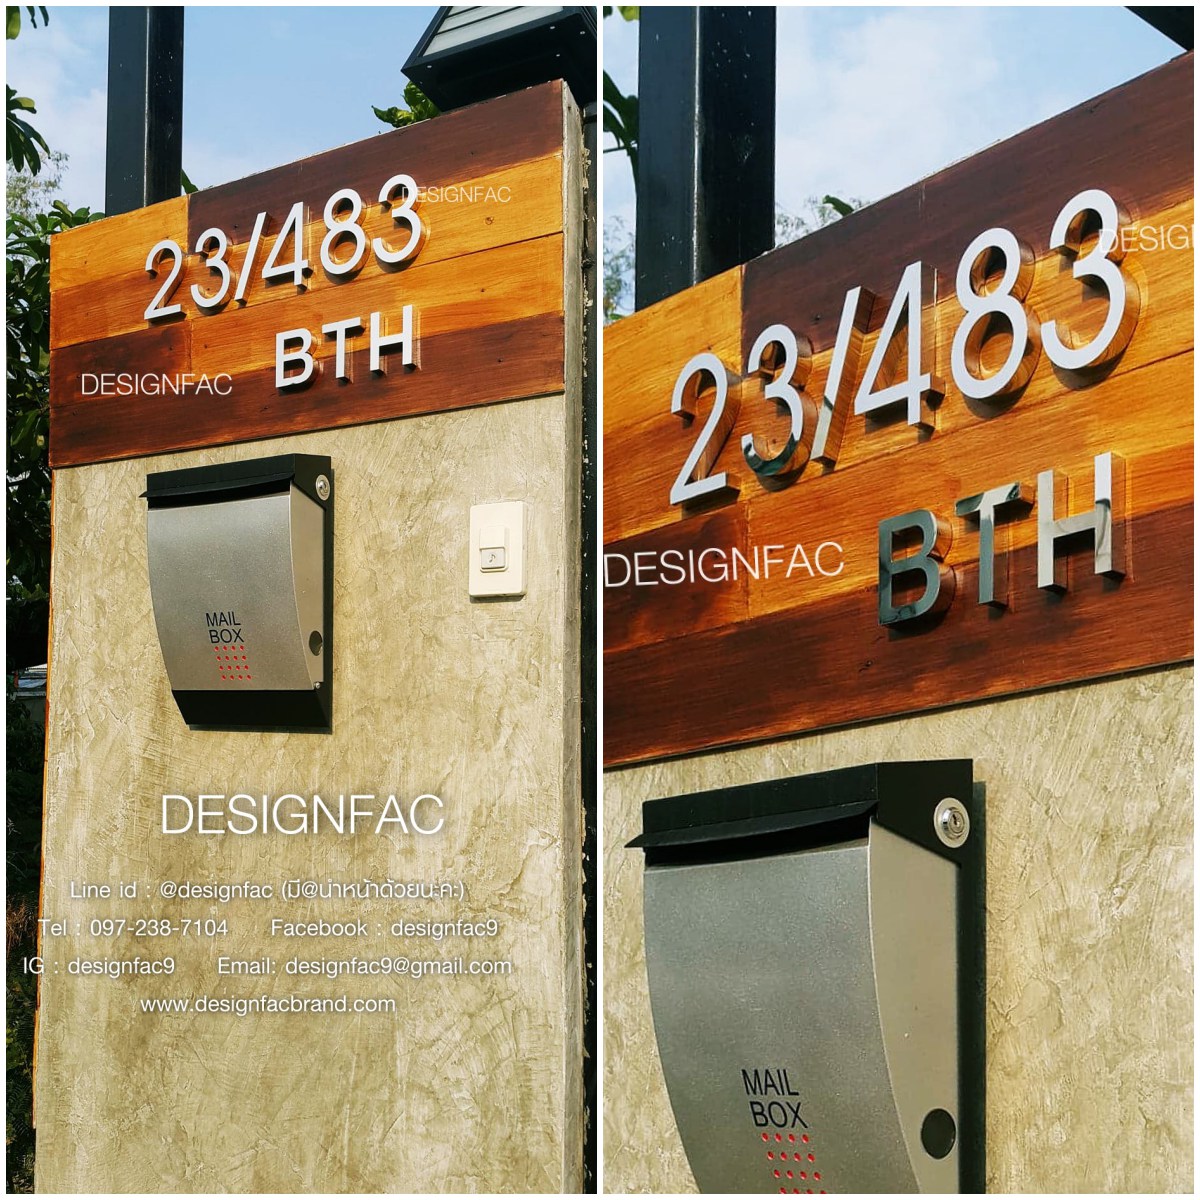 23/483
DESIGNFAC
BTH
DESIGNFAC
MAIL
BOX
DESIGNFAC
Line id : @designfac (มี@นำหน้าด้วยนะคะ)
Tel : 097-238-7104 Facebook : designfac9
IG : designfac9 Email: designfac9@gmail.com
www.designfacbrand.com
23/483
DESIGNFAC
BTH
DESIGNFAC
MAIL
BOX